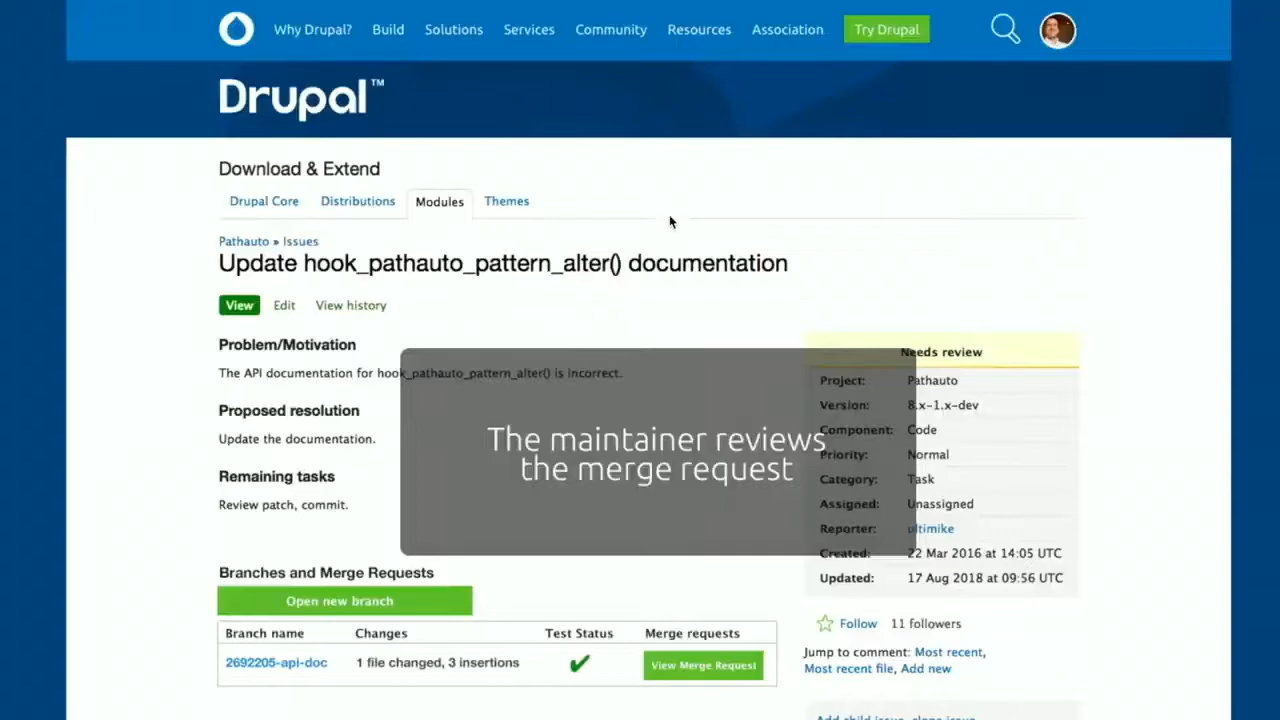 Why Drupal? Build Solutions Services Community Resources Association Try Drupal
Drupal™
Download & Extend
Drupal Core Distributions Modules Themes
Pathauto » Issues
Update hook_pathauto_pattern_alter() documentation
View Edit View history
Problem/Motivation
The API documentation for hook_pathauto_pattern_alter() is incorrect.
Proposed resolution
Update the documentation.
Remaining tasks
Review patch, commit.
The maintainer reviews
the merge request
Needs review
Project: Pathauto
Version: 8.x-1.x-dev
Component: Code
Priority: Normal
Category: Task
Assigned: Unassigned
Reporter: ultimike
Created: 22 Mar 2016 at 14:05 UTC
Updated: 17 Aug 2018 at 09:56 UTC
Follow 11 followers
Jump to comment: Most recent,
Most recent file, Add new
Add child issue, clone issue
Branches and Merge Requests
Open new branch
Branch name Changes Test Status Merge requests
2692205-api-doc 1 file changed, 3 insertions ✔ View Merge Request